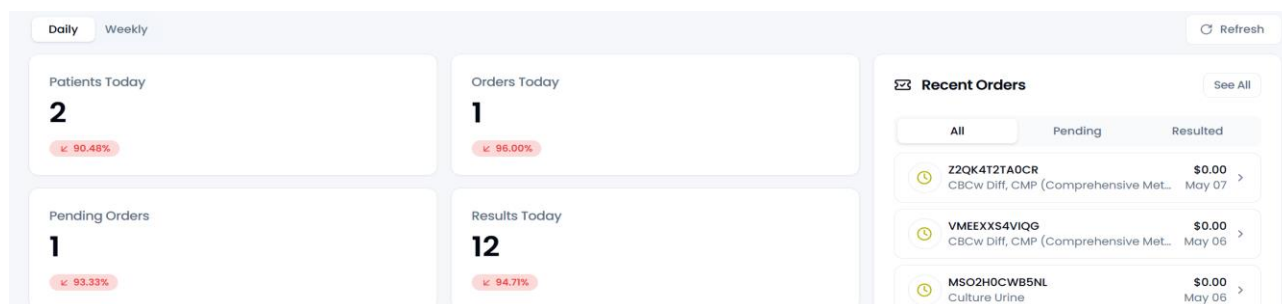 Daily Weekly
Refresh
Patients Today
2
90.48%
Orders Today
1
96.00%
Pending Orders
1
93.33%
Results Today
12
94.71%
Recent Orders
See All
All Pending Resulted
Z2QK4T2TA0CR $0.00
CBCw Diff, CMP (Comprehensive Met... May 07
VMEEXXS4VIQG $0.00
CBCw Diff, CMP (Comprehensive Met... May 06
MSO2H0CWB5NL $0.00
Culture Urine May 06